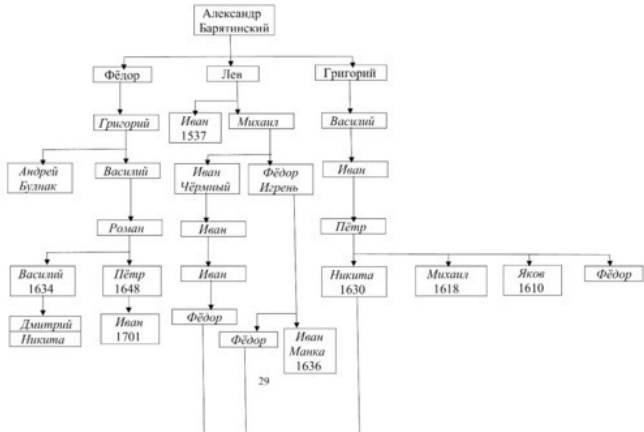 Александр
Барятинский
Фёдор
Лев
Григорий
Григорий
Иван
1537
Михаил
Василий
Андрей
Булнак
Василий
Иван
Чёрмный
Фёдор
Игрень
Иван
Роман
Иван
Пётр
Василий
1634
Пётр
1648
Иван
Никита
1630
Михаил
1618
Яков
1610
Фёдор
Дмитрий
Никита
Иван
1701
Фёдор
Фёдор
Иван
Манка
1636
29